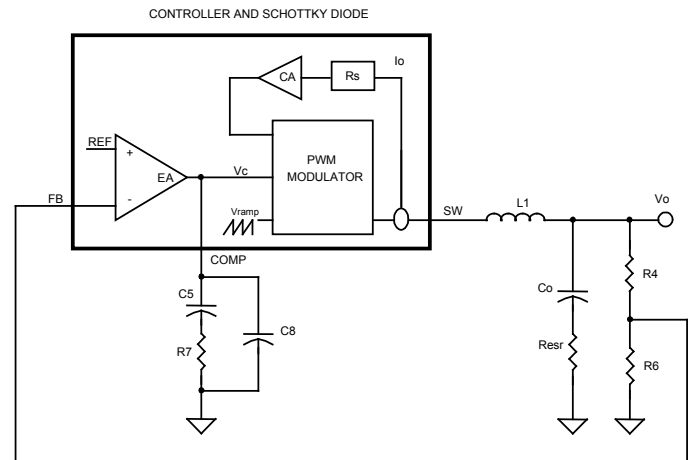 CONTROLLER AND SCHOTTKY DIODE
CA
Rs
Io
REF
+
EA
-
Vc
PWM
MODULATOR
FB
Vramp
SW
L1
Vo
COMP
C5
C8
R7
Co
Resr
R4
R6